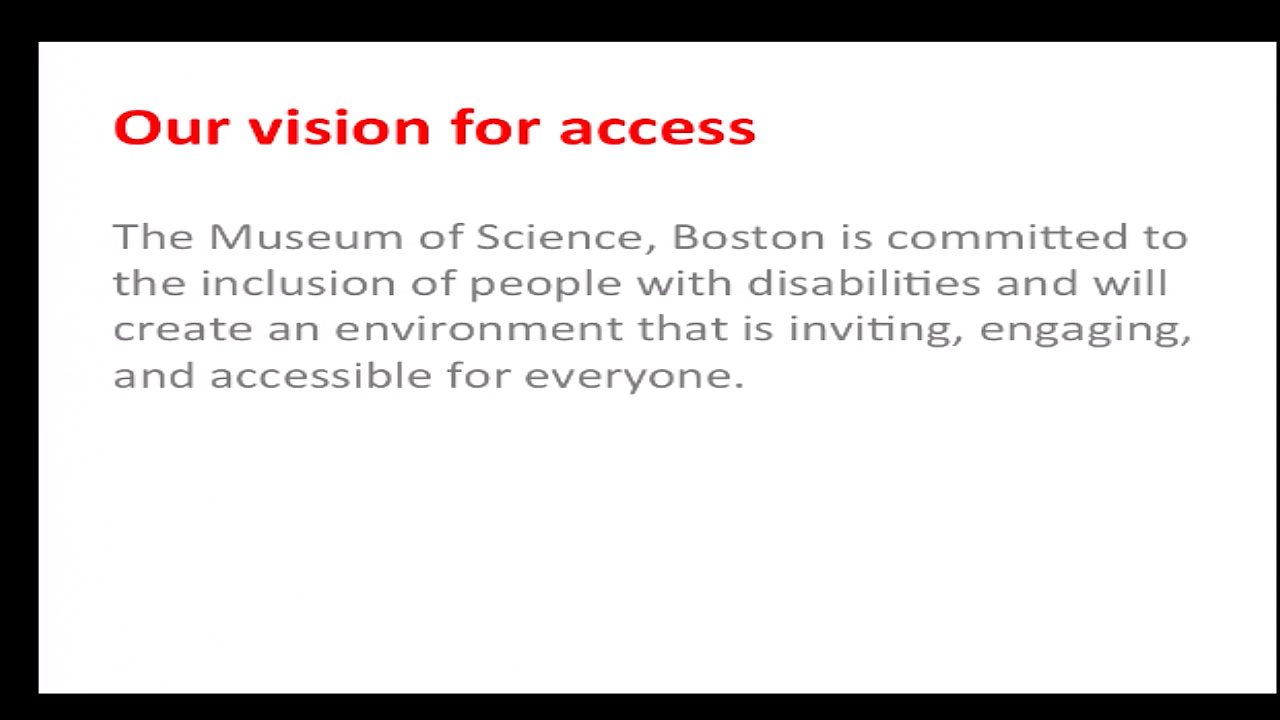 Our vision for access
The Museum of Science, Boston is committed to
the inclusion of people with disabilities and will
create an environment that is inviting, engaging,
and accessible for everyone.